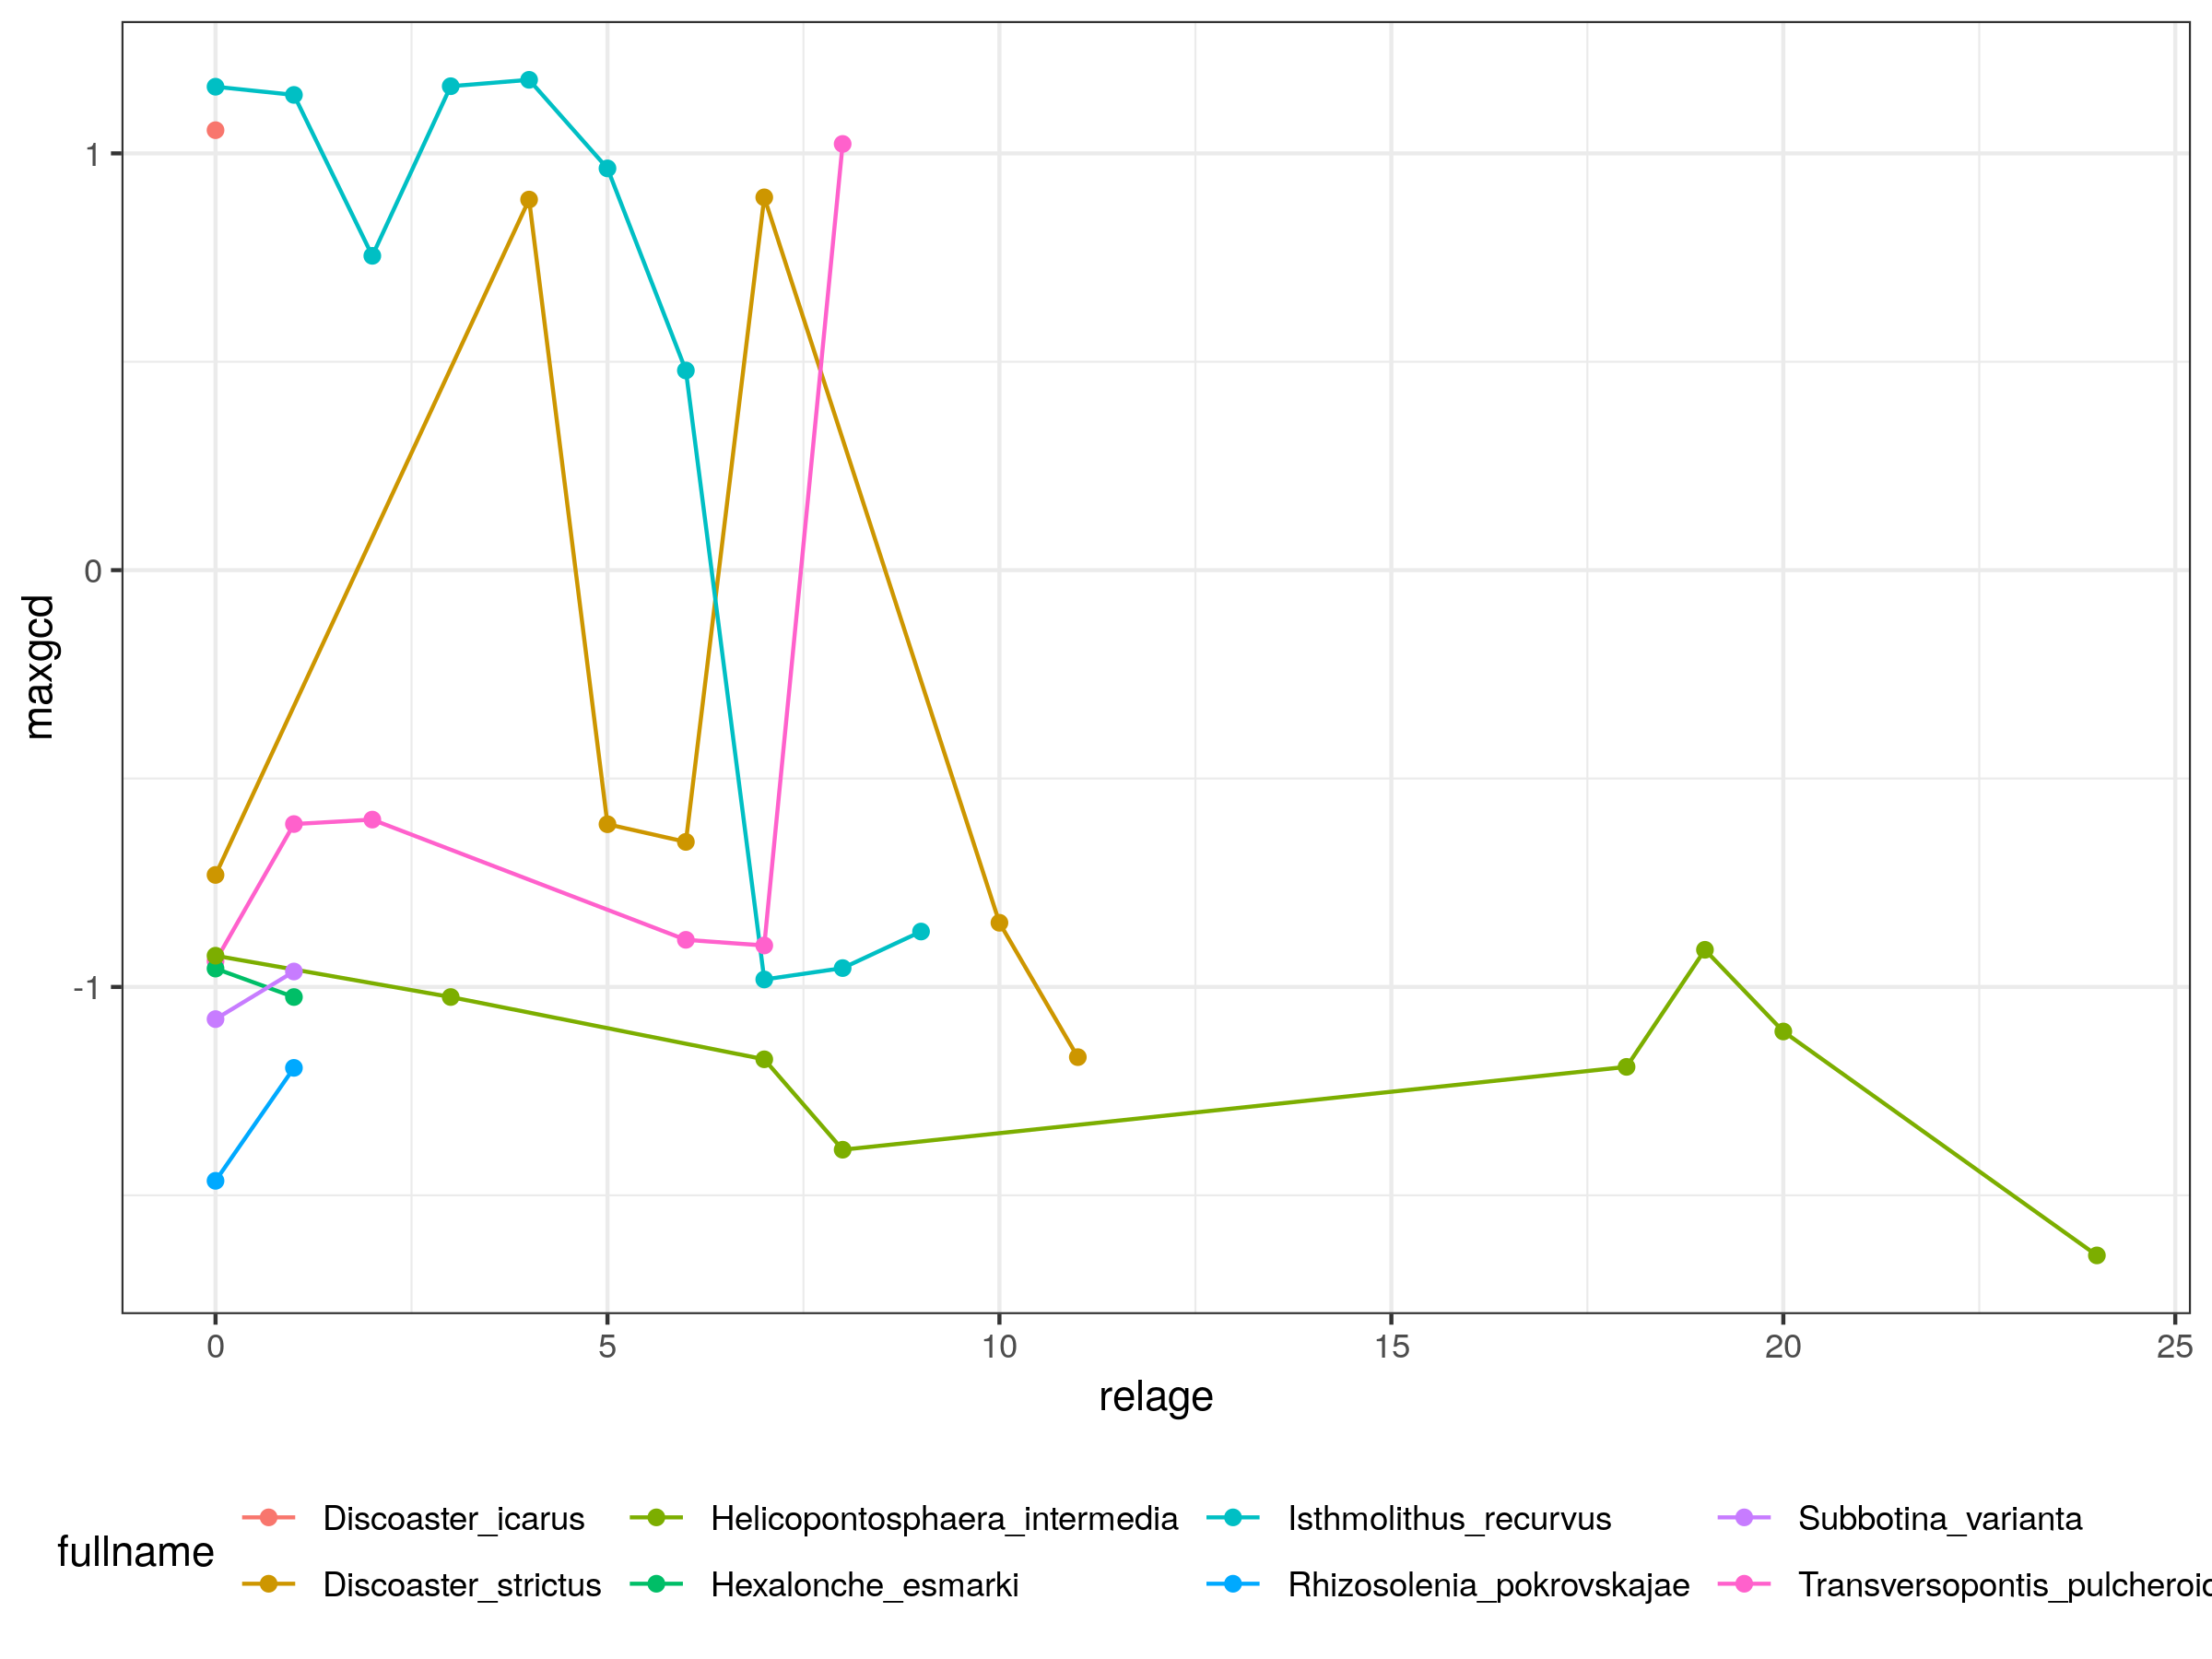 1
0
-1
maxgcd
0 5 10 15 20 25
relage
fullname
Discoaster_icarus Helicopontosphaera_intermedia Isthmolithus_recurvus Subbotina_varianta
Discoaster_strictus Hexalonche_esmarki Rhizosolenia_pokrovskajae